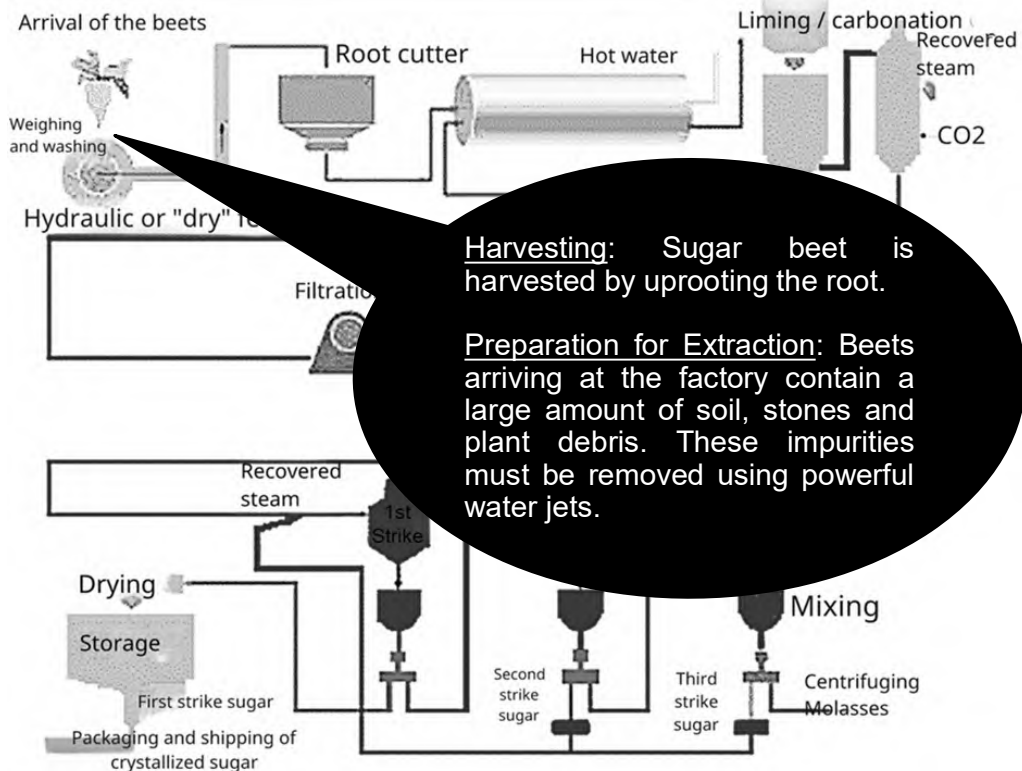 Arrival of the beets
Root cutter
Hot water
Liming / carbonation
Recovered
steam
Weighing
and washing
CO2
Hydraulic or "dry"
Harvesting: Sugar beet is
harvested by uprooting the root.
Preparation for Extraction: Beets
arriving at the factory contain a
large amount of soil, stones and
plant debris. These impurities
must be removed using powerful
water jets.
Recovered
steam
1st
Strike
Drying
Mixing
Storage
First strike sugar
Packaging and shipping of
crystallized sugar
Second
strike
sugar
Third
strike
sugar
Centrifuging
Molasses